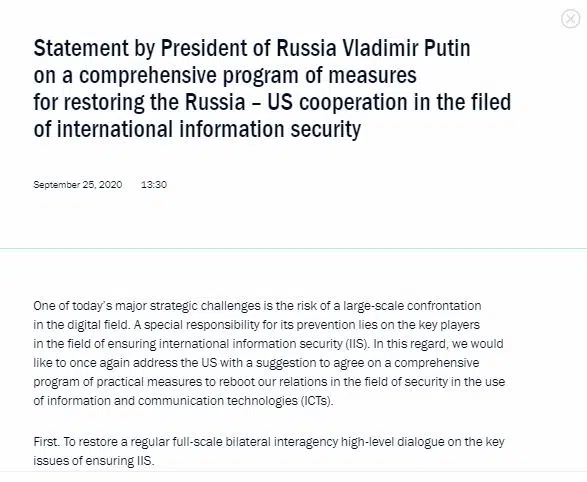 Statement by President of Russia Vladimir Putin
on a comprehensive program of measures
for restoring the Russia – US cooperation in the filed
of international information security
September 25, 2020 13:30
One of today's major strategic challenges is the risk of a large-scale confrontation
in the digital field. A special responsibility for its prevention lies on the key players
in the field of ensuring international information security (IIS). In this regard, we would
like to once again address the US with a suggestion to agree on a comprehensive
program of practical measures to reboot our relations in the field of security in the use
of information and communication technologies (ICTs).
First. To restore a regular full-scale bilateral interagency high-level dialogue on the key
issues of ensuring IIS.